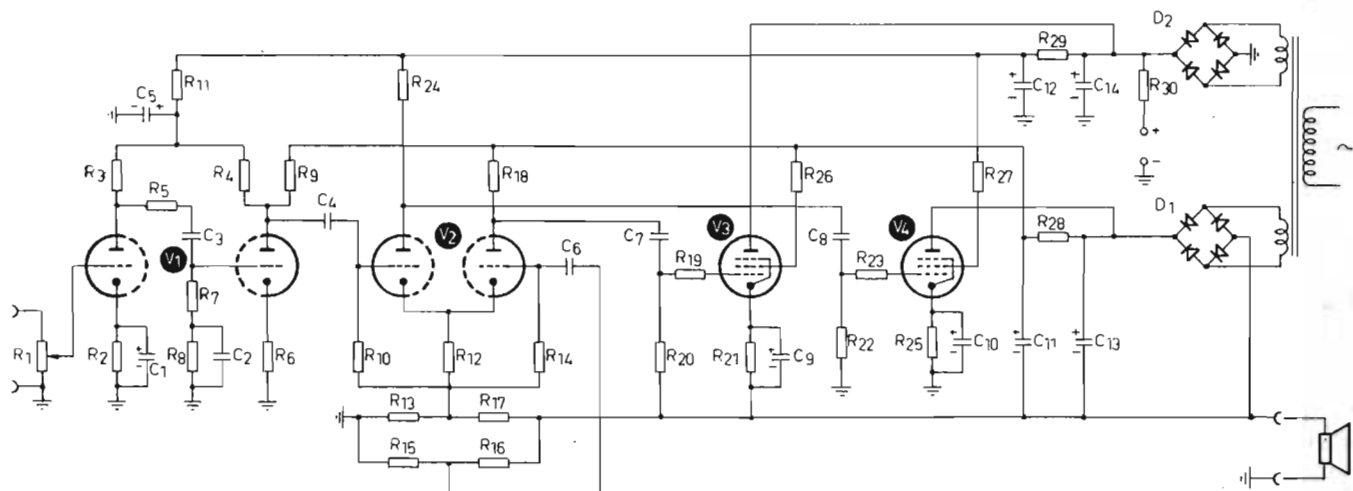 D2
R29
R11
R24
C5
C12
C14
R30
+
−
~
R3
R4
R9
R18
R26
R27
R5
C4
D1
C3
V1
V2
C6
C7
V3
C8
V4
R28
R19
R23
R7
R1
R2
C1
R8
C2
R6
R10
R12
R14
R20
R21
C9
R22
R25
C10
C11
C13
R13
R17
R15
R16